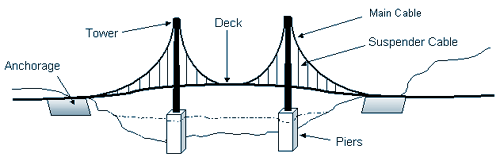 Tower
Deck
Main Cable
Suspender Cable
Anchorage
Piers